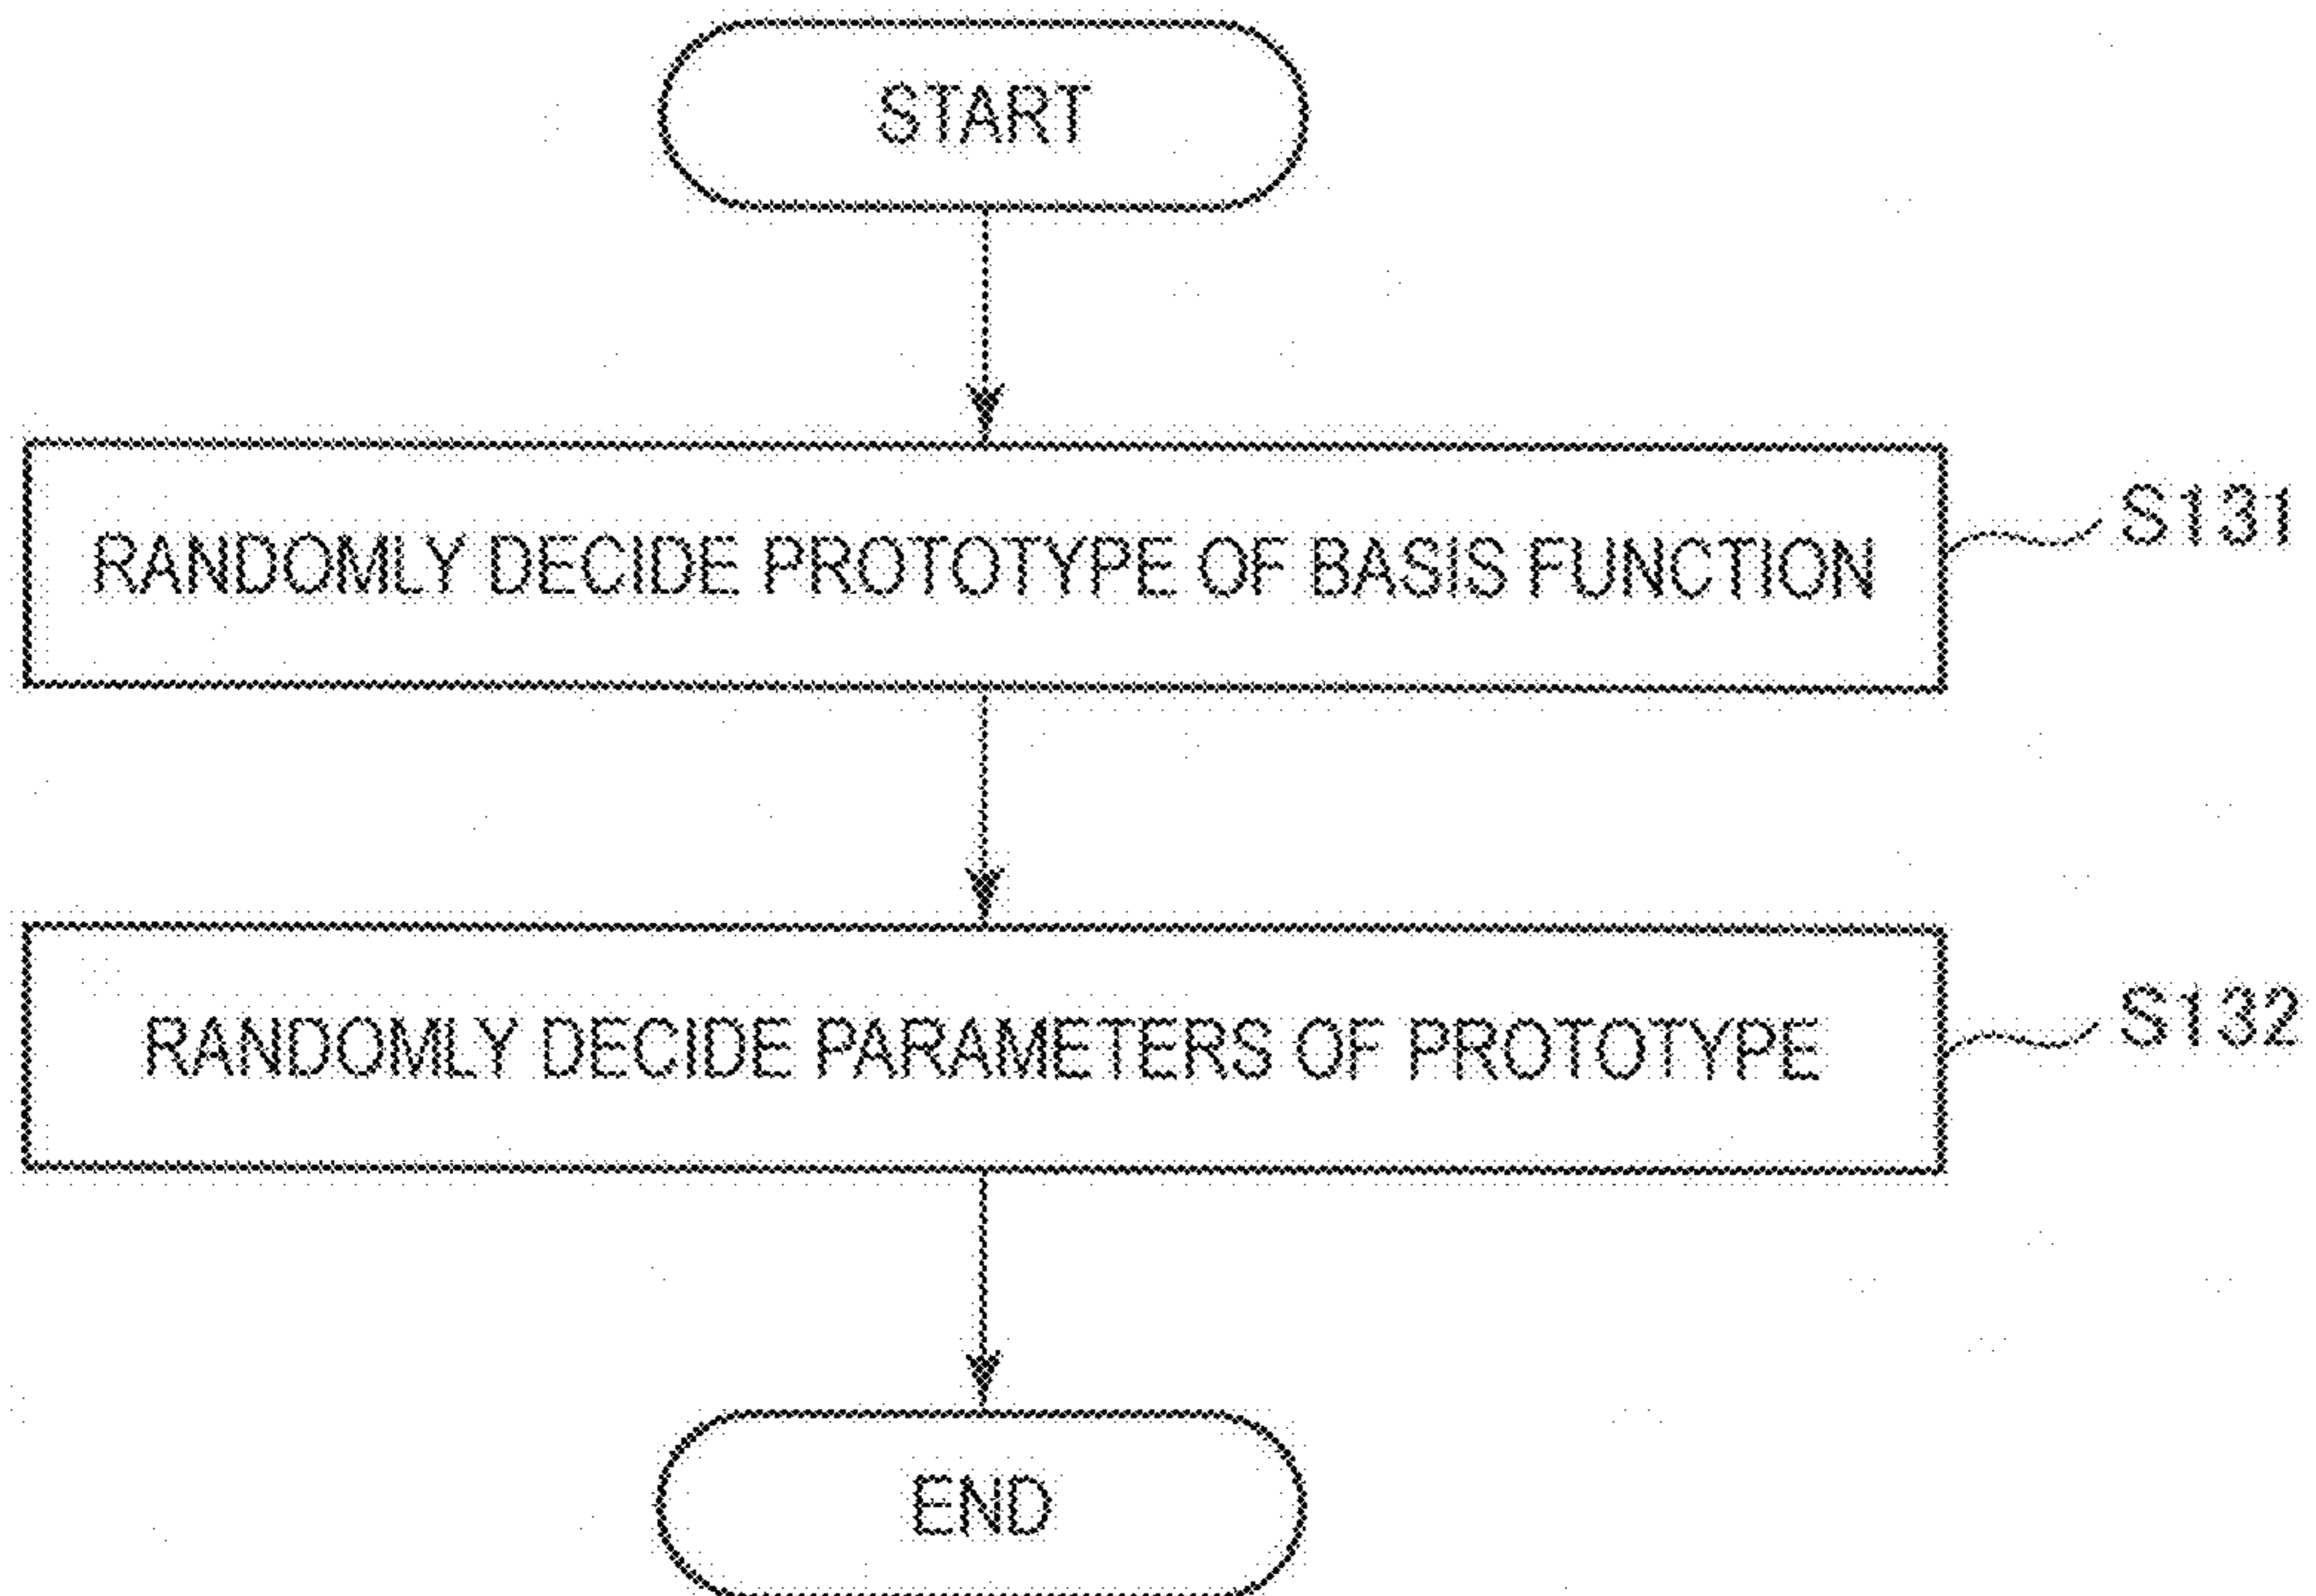 START
RANDOMLY DECIDE PROTOTYPE OF BASIS FUNCTION
S131
RANDOMLY DECIDE PARAMETERS OF PROTOTYPE
S132
END